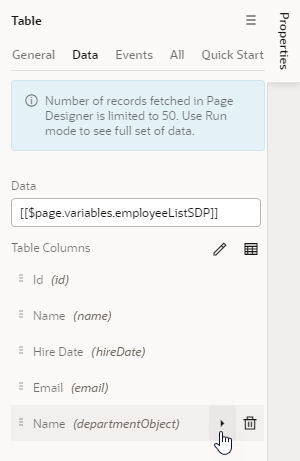 Table
Properties
General Data Events All Quick Start
Number of records fetched in Page
Designer is limited to 50. Use Run
mode to see full set of data.
Data
[[$page.variables.employeeListSDP]]
Table Columns
Id (id)
Name (name)
Hire Date (hireDate)
Email (email)
Name (departmentObject)